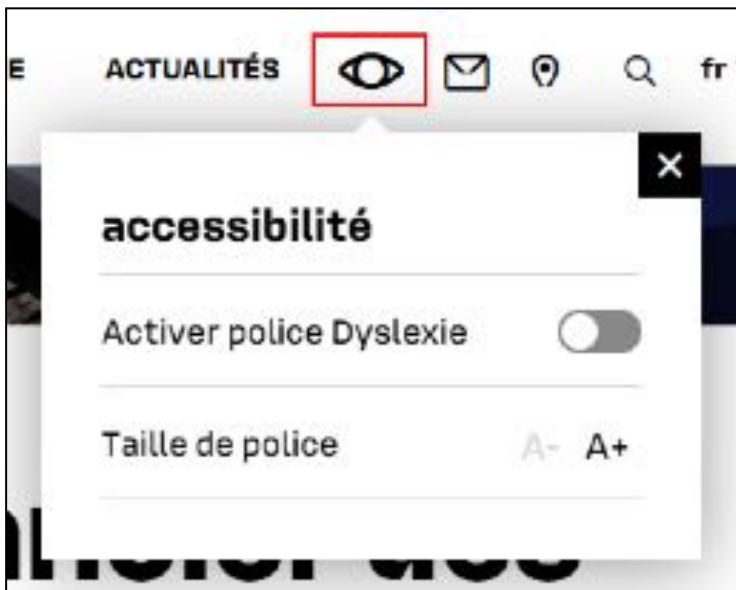 E ACTUALITÉS fr
accessibilité
Activer police Dyslexie
Taille de police A- A+